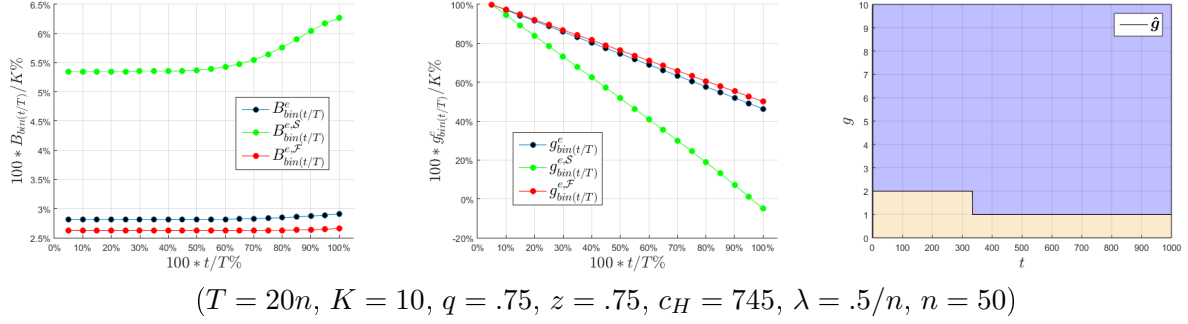 6.5%
6%
5.5%
5%
4.5%
4%
3.5%
3%
2.5%
100 * B_{bin(t/T)}/K%
B^{e}_{bin(t/T)}
B^{e,S}_{bin(t/T)}
B^{e,F}_{bin(t/T)}
0% 10% 20% 30% 40% 50% 60% 70% 80% 90% 100%
100 * t/T%
100%
80%
60%
40%
20%
0%
-20%
100 * g^{e}_{bin(t/T)}/K%
g^{e}_{bin(t/T)}
g^{e,S}_{bin(t/T)}
g^{e,F}_{bin(t/T)}
0% 10% 20% 30% 40% 50% 60% 70% 80% 90% 100%
100 * t/T%
10
9
8
7
6
5
4
3
2
1
0
g
ĝ
0 100 200 300 400 500 600 700 800 900 1000
t
(T = 20n, K = 10, q = .75, z = .75, c_H = 745, λ = .5/n, n = 50)